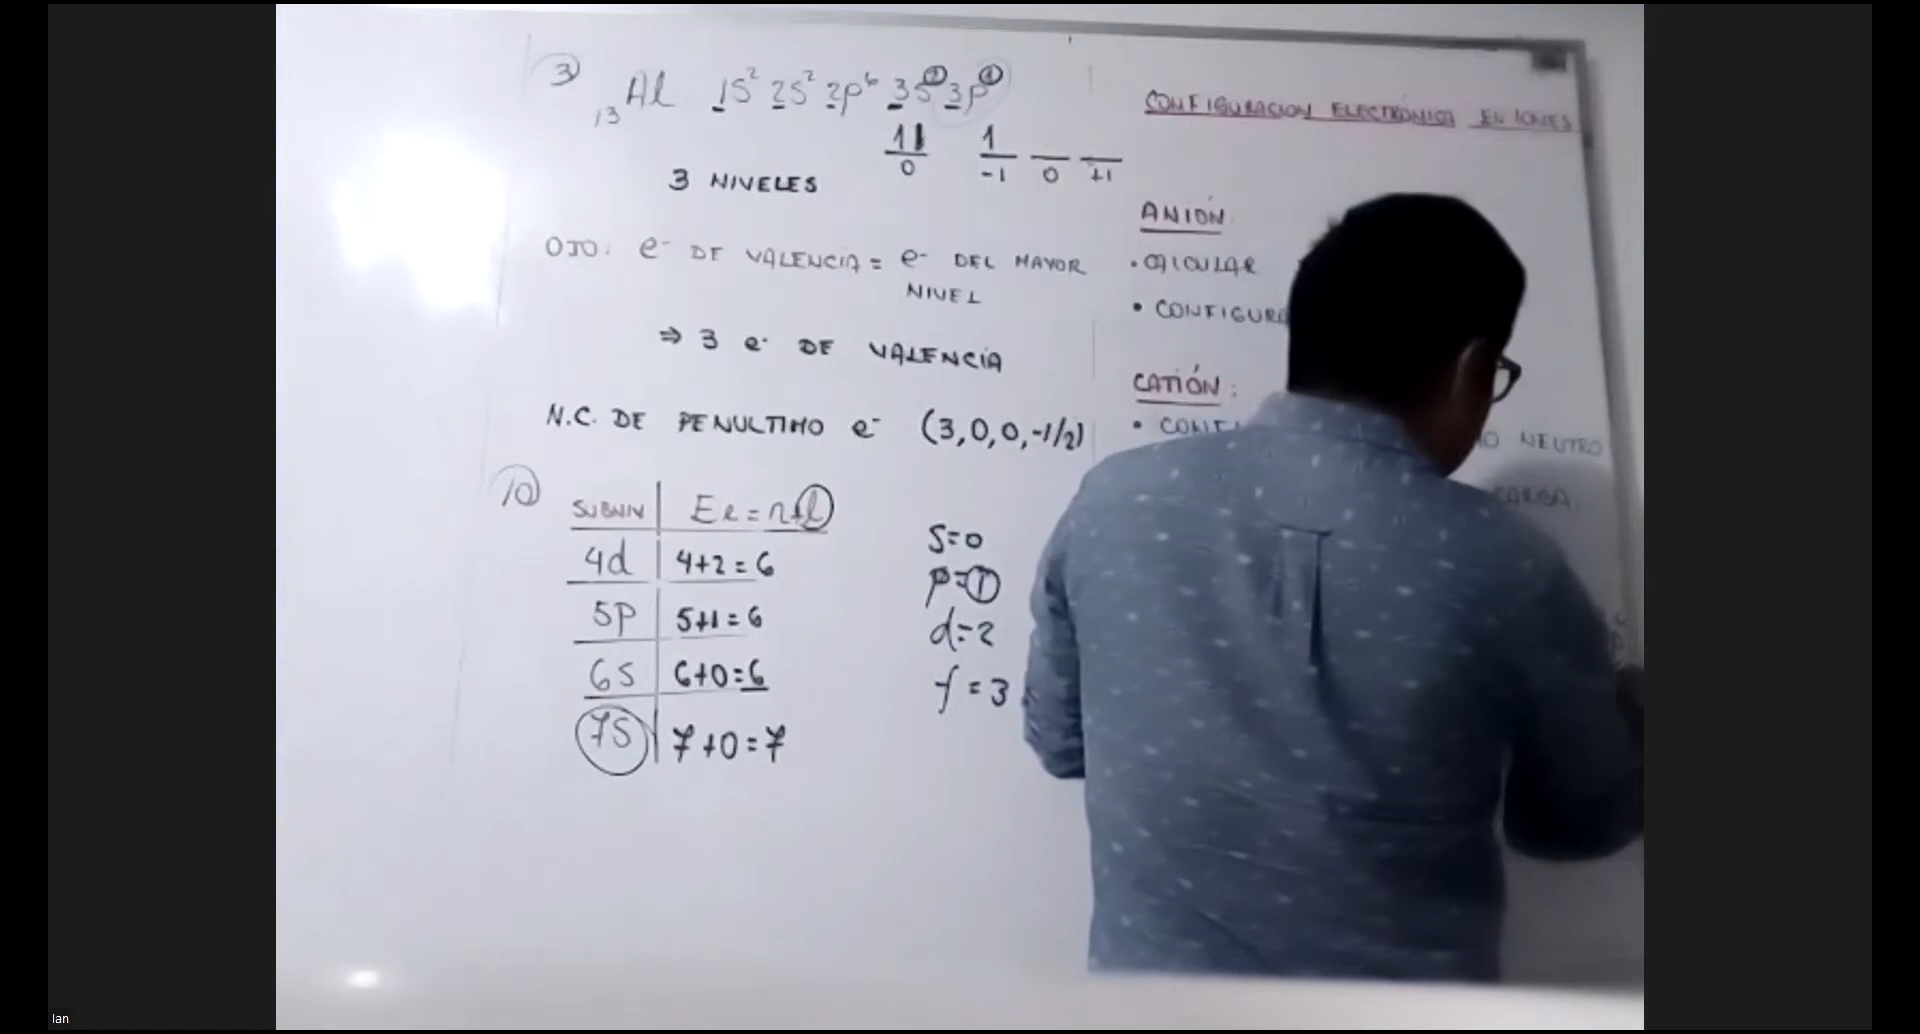 3
13Al 1S² 2S² 2p⁶ 3S② 3p①
1l 1
0 -1 0 +1
3 NIVELES
OJO: e⁻ DE VALENCIA = e⁻ DEL MAYOR
NIVEL
⇒ 3 e⁻ DE VALENCIA
N.C. DE PENULTIMO e⁻ (3,0,0,-1/2)
10
SUBNIV Er = n+l
4d 4+2=6
5P 5+1=6
6S 6+0=6
7S 7+0=7
S=0
p=1
d=2
f=3
CONFIGURACION ELECTRÓNICA EN IONES
ANIÓN:
• CALCULAR
• CONFIGURA
CATIÓN:
• CONF
O NEUTRO
CARGA.
Ian